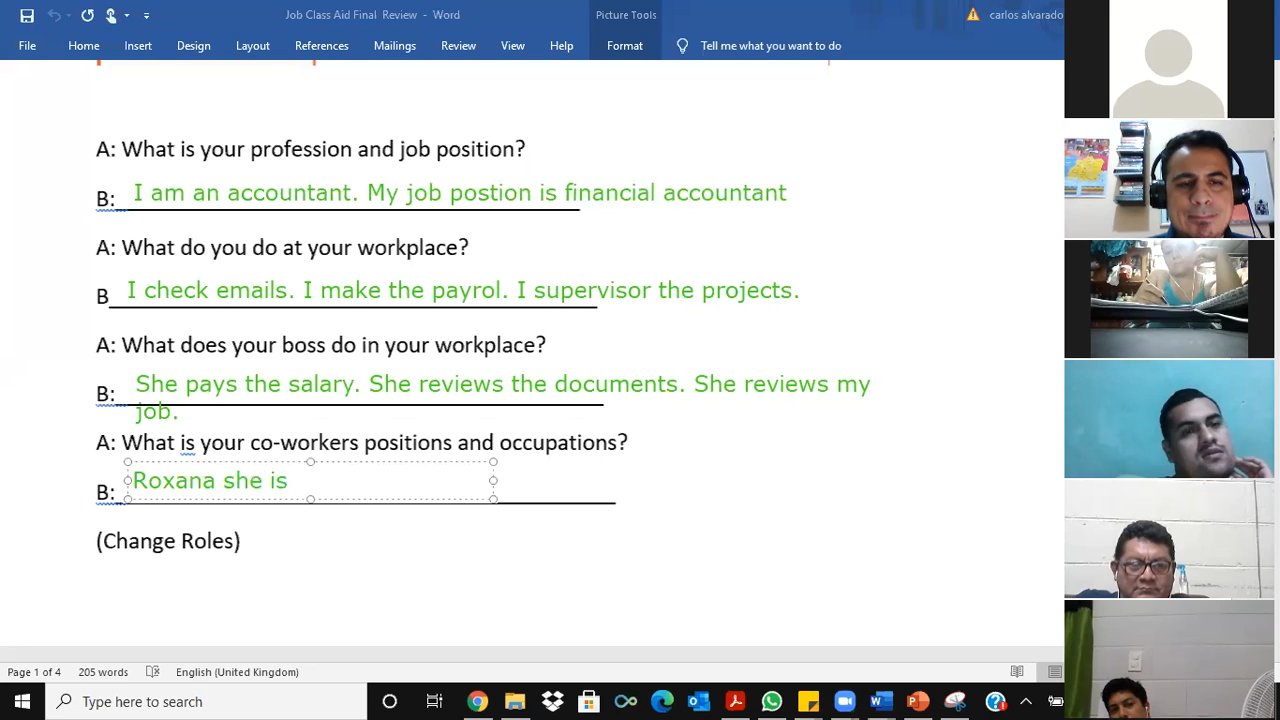 Job Class Aid Final Review - Word
Picture Tools
carlos alvarado
File Home Insert Design Layout References Mailings Review View Help Format Tell me what you want to do
A: What is your profession and job position?
B: I am an accountant. My job postion is financial accountant
A: What do you do at your workplace?
B I check emails. I make the payrol. I supervisor the projects.
A: What does your boss do in your workplace?
B: She pays the salary. She reviews the documents. She reviews my
job.
A: What is your co-workers positions and occupations?
B: Roxana she is
(Change Roles)
Page 1 of 4 205 words English (United Kingdom)
Type here to search